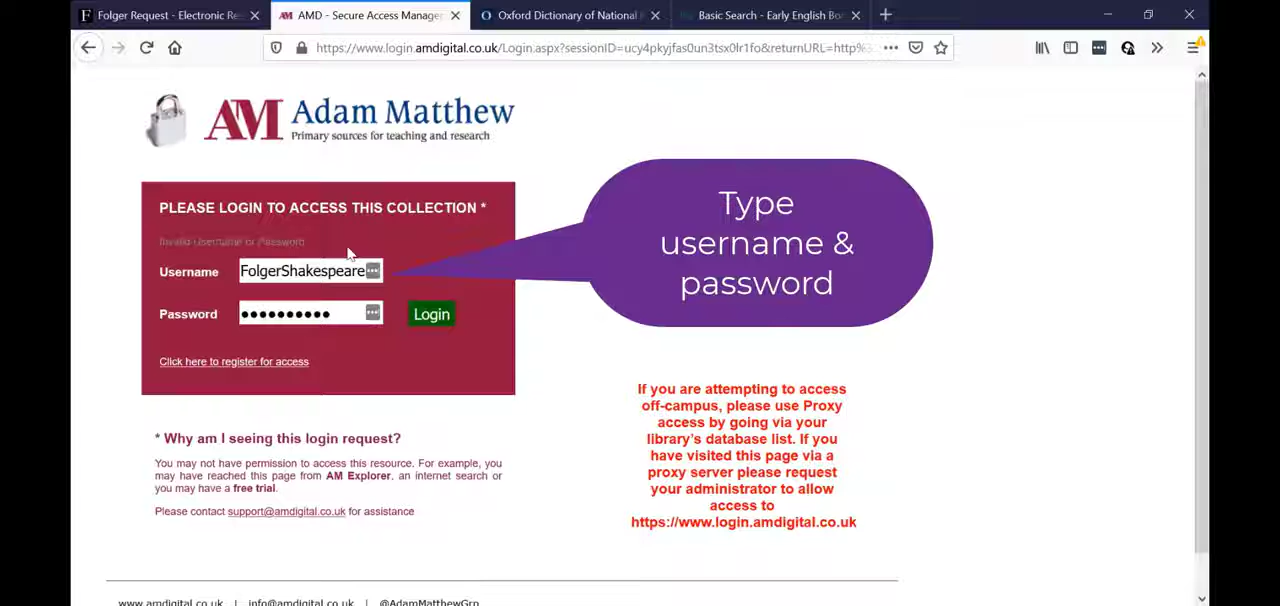 Folger Request - Electronic Res
AMD - Secure Access Manage
Oxford Dictionary of National
Basic Search - Early English Bo
https://www.login.amdigital.co.uk/Login.aspx?sessionID=ucy4pkyjfas0un3tsx0lr1fo&returnURL=http%3
AM Adam Matthew
Primary sources for teaching and research
PLEASE LOGIN TO ACCESS THIS COLLECTION *
Invalid Username or Password
Username FolgerShakespeare
Password Login
Click here to register for access
Type
username &
password
If you are attempting to access
off-campus, please use Proxy
access by going via your
library's database list. If you
have visited this page via a
proxy server please request
your administrator to allow
access to
https://www.login.amdigital.co.uk
* Why am I seeing this login request?
You may not have permission to access this resource. For example, you
may have reached this page from AM Explorer, an internet search or
you may have a free trial.
Please contact support@amdigital.co.uk for assistance
www.amdigital.co.uk | info@amdigital.co.uk | @AdamMatthewGrp